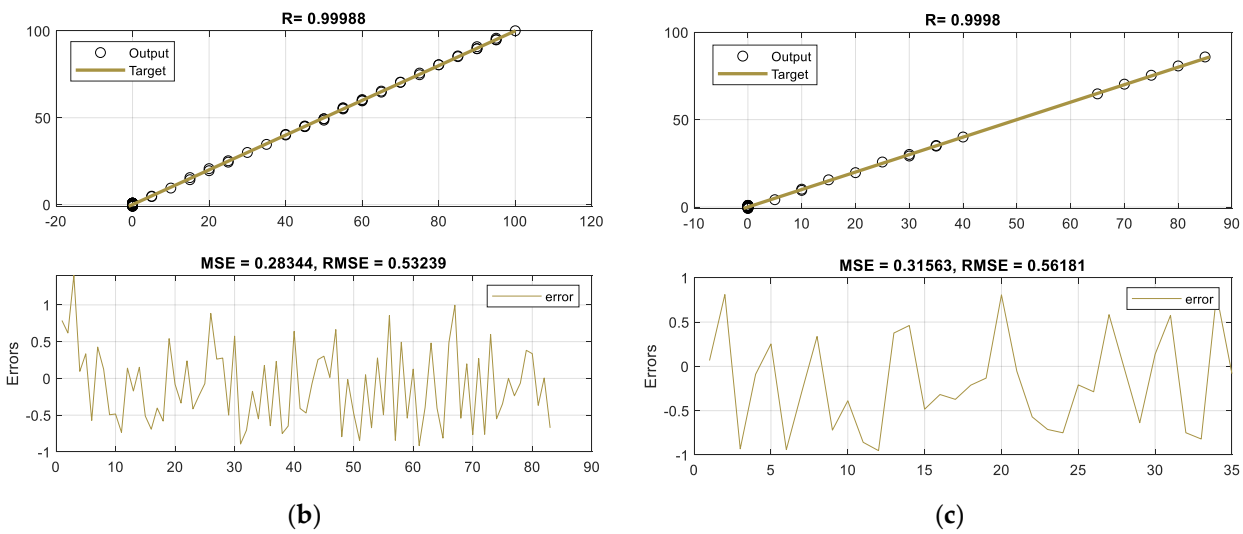 R= 0.99988
100
50
0
Output
Target
-20 0 20 40 60 80 100 120
MSE = 0.28344, RMSE = 0.53239
Errors
1
0.5
0
-0.5
-1
error
0 10 20 30 40 50 60 70 80 90
(b)
R= 0.9998
100
50
0
Output
Target
-10 0 10 20 30 40 50 60 70 80 90
MSE = 0.31563, RMSE = 0.56181
Errors
1
0.5
0
-0.5
-1
error
0 5 10 15 20 25 30 35
(c)